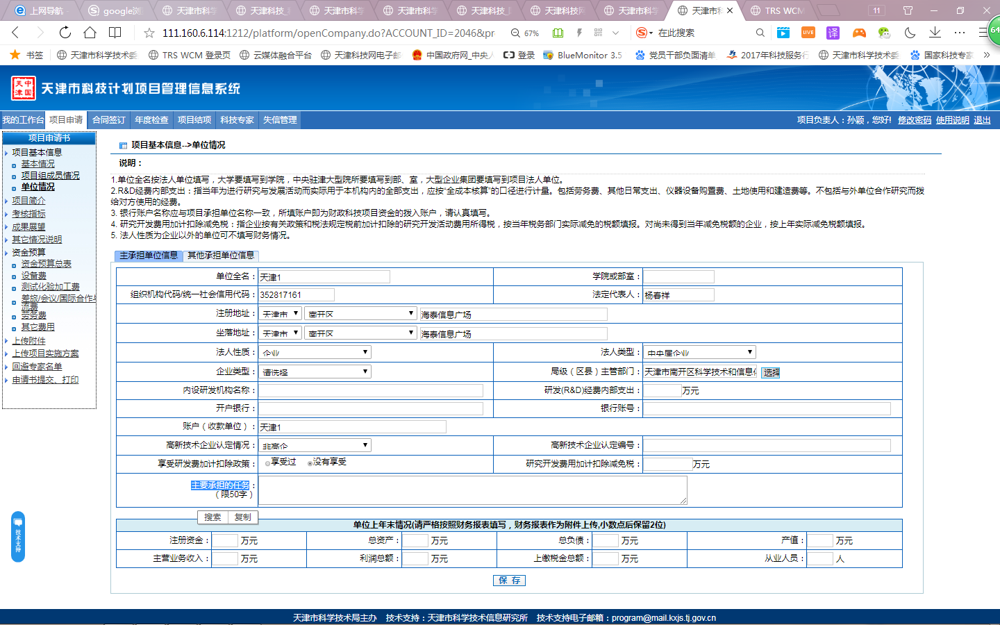 上网导航
google浏
天津市科学
天津科技_
天津市科学
天津市科学
天津科技_
天津科技网
天津市科学
天津市科
TRS WCM
11
111.160.6.114:1212/platform/openCompany.do?ACCOUNT_ID=2046&pr
67%
在此搜索
LIVE
译
64
书签
天津市科学技术委
TRS WCM 登录页
云媒体融合平台
天津科技网电子邮
中国政府网_中央人
登录
BlueMonitor 3.5
党员干部负面清单
2017年科技服务行
天津市科学技术委
国家科技专家
中国天津
天津市科技计划项目管理信息系统
我的工作台 项目申请 合同签订 年度检查 项目结项 科技专家 失信管理
项目负责人：孙颖，您好! 修改密码 使用说明 退出
项目申请书
项目基本信息
基本情况
项目组成员情况
单位情况
项目简介
考核指标
成果展望
其它情况说明
资金预算
资金预算总表
设备费
测试化验加工费
差旅/会议/国际合作与
流费
劳务费
其它费用
上传附件
上传项目实施方案
回避专家名单
申请书提交、打印
项目基本信息-->单位情况
说明：
1.单位全名按法人单位填写，大学要填写到学院，中央驻津大型院所要填写到部、室，大型企业集团要填写到项目法人单位。
2.R&D经费内部支出：指当年为进行研究与发展活动而实际用于本机构内的全部支出，应按“全成本核算”的口径进行计量。包括劳务费、其他日常支出、仪器设备购置费、土地使用和建造费等。不包括与外单位合作研究而拨
给对方使用的经费。
3. 银行账户名称应与项目承担单位名称一致，所填账户即为财政科技项目资金的拨入账户，请认真填写。
4. 研究开发费用加计扣除减免税：指企业按有关政策和税法规定税前加计扣除的研究开发活动费用所得税，按当年税务部门实际减免的税额填报。对尚未得到当年减免税额的企业，按上年实际减免税额填报。
5. 法人性质为企业以外的单位可不填写财务情况。
主承担单位信息 其他承担单位信息
单位全名： 天津1 学院或部室：
组织机构代码/统一社会信用代码： 352817161 法定代表人： 杨春祥
注册地址： 天津市 南开区 海泰信息广场
坐落地址： 天津市 南开区 海泰信息广场
法人性质： 企业 法人类型： 中央属企业
企业类型： 请选择 局级（区县）主管部门： 天津市南开区科学技术和信息化 选择
内设研发机构名称： 研发(R&D)经费内部支出： 万元
开户银行： 银行账号：
账户（收款单位）： 天津1
高新技术企业认定情况： 非高企 高新技术企业认定编号：
享受研发费加计扣除政策： 享受过 没有享受 研究开发费用加计扣除减免税： 万元
主要承担的任务：
（限50字）
搜索 复制
单位上年末情况(请严格按照财务报表填写，财务报表作为附件上传,小数点后保留2位)
注册资金： 万元 总资产： 万元 总负债： 万元 产值： 万元
主营业务收入： 万元 利润总额： 万元 上缴税金总额： 万元 从业人员： 人
保 存
技术支持
天津市科学技术局主办 技术支持：天津市科学技术信息研究所 技术支持电子邮箱：program@mail.kxjs.tj.gov.cn